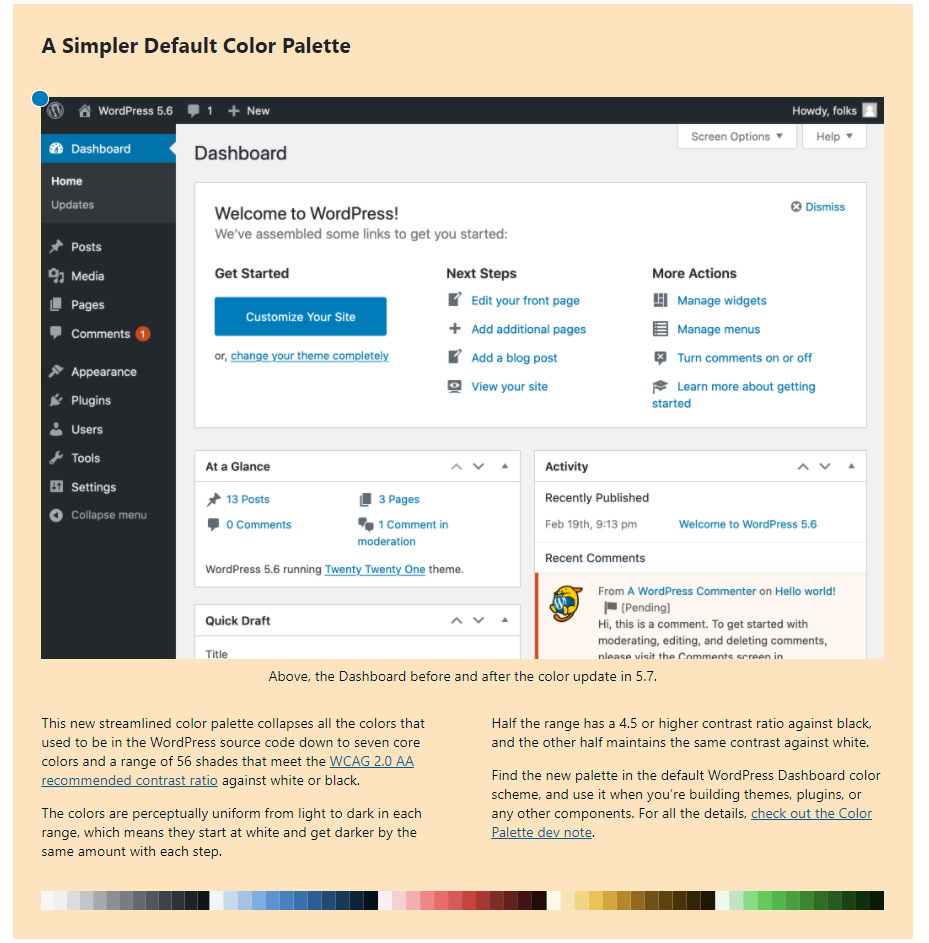 A Simpler Default Color Palette
WordPress 5.6 1 New Howdy, folks
Screen Options ▼ Help ▼
Dashboard
Home
Updates
Posts
Media
Pages
Comments 1
Appearance
Plugins
Users
Tools
Settings
Collapse menu
Dashboard
Welcome to WordPress!
Dismiss
We've assembled some links to get you started:
Get Started
Customize Your Site
or, change your theme completely
Next Steps
Edit your front page
Add additional pages
Add a blog post
View your site
More Actions
Manage widgets
Manage menus
Turn comments on or off
Learn more about getting
started
At a Glance
13 Posts 3 Pages
0 Comments 1 Comment in
moderation
WordPress 5.6 running Twenty Twenty One theme.
Quick Draft
Title
Activity
Recently Published
Feb 19th, 9:13 pm Welcome to WordPress 5.6
Recent Comments
From A WordPress Commenter on Hello world!
[Pending]
Hi, this is a comment. To get started with
moderating, editing, and deleting comments,
please visit the Comments screen in
Above, the Dashboard before and after the color update in 5.7.
This new streamlined color palette collapses all the colors that
used to be in the WordPress source code down to seven core
colors and a range of 56 shades that meet the WCAG 2.0 AA
recommended contrast ratio against white or black.
The colors are perceptually uniform from light to dark in each
range, which means they start at white and get darker by the
same amount with each step.
Half the range has a 4.5 or higher contrast ratio against black,
and the other half maintains the same contrast against white.
Find the new palette in the default WordPress Dashboard color
scheme, and use it when you're building themes, plugins, or
any other components. For all the details, check out the Color
Palette dev note.